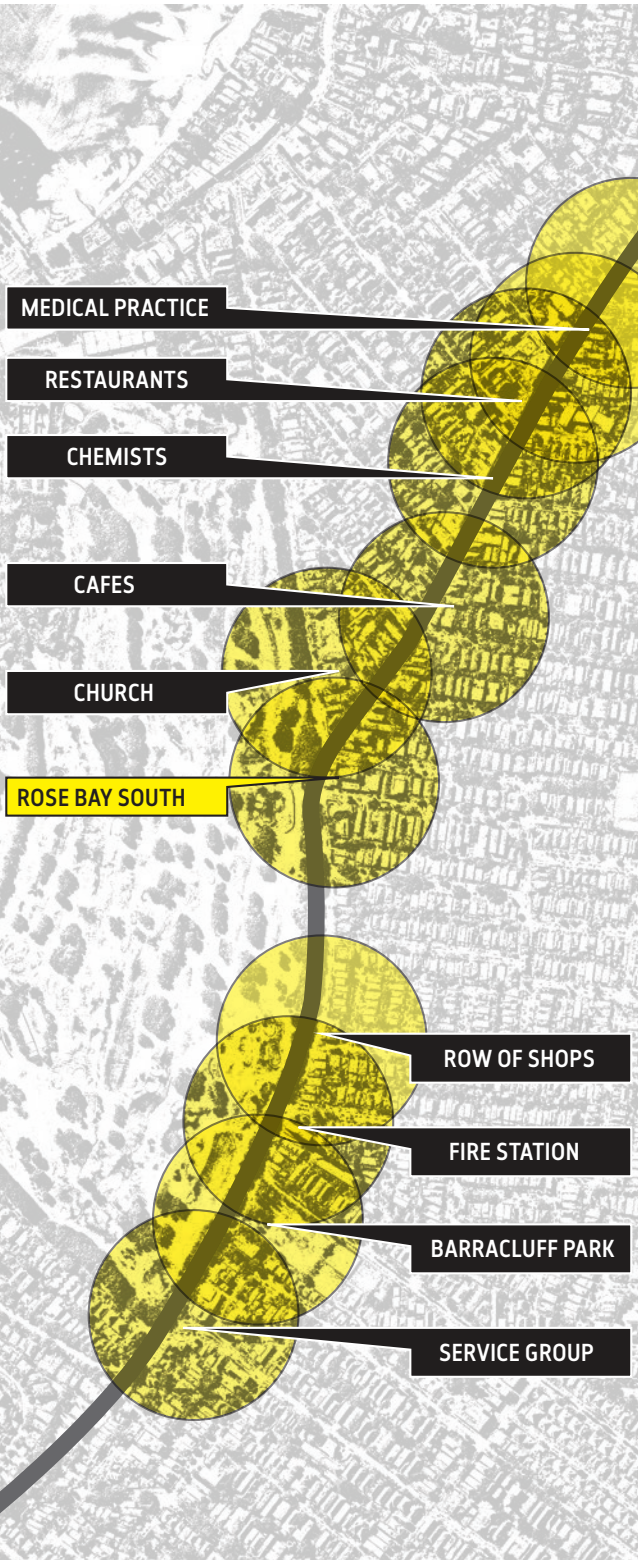 MEDICAL PRACTICE
RESTAURANTS
CHEMISTS
CAFES
CHURCH
ROSE BAY SOUTH
ROW OF SHOPS
FIRE STATION
BARRACLUFF PARK
SERVICE GROUP